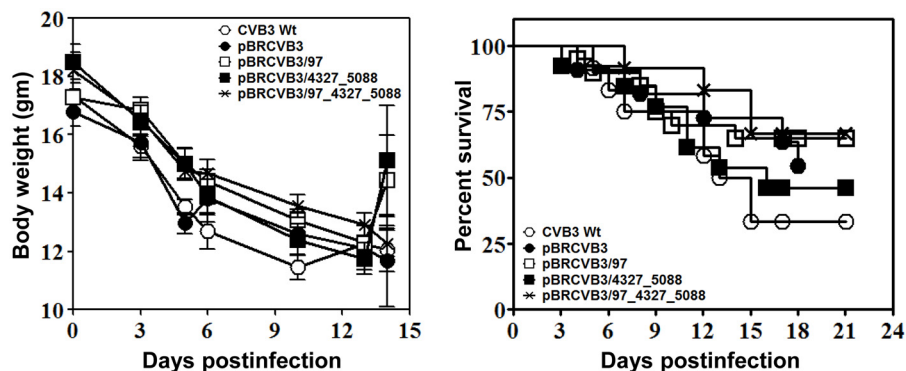 20
18
16
14
12
10
0
3
6
9
12
15
Body weight (gm)
Days postinfection
CVB3 Wt
pBRCVB3
pBRCVB3/97
pBRCVB3/4327_5088
pBRCVB3/97_4327_5088
100
75
50
25
0
3
6
9
12
15
18
21
24
Percent survival
Days postinfection
CVB3 Wt
pBRCVB3
pBRCVB3/97
pBRCVB3/4327_5088
pBRCVB3/97_4327_5088